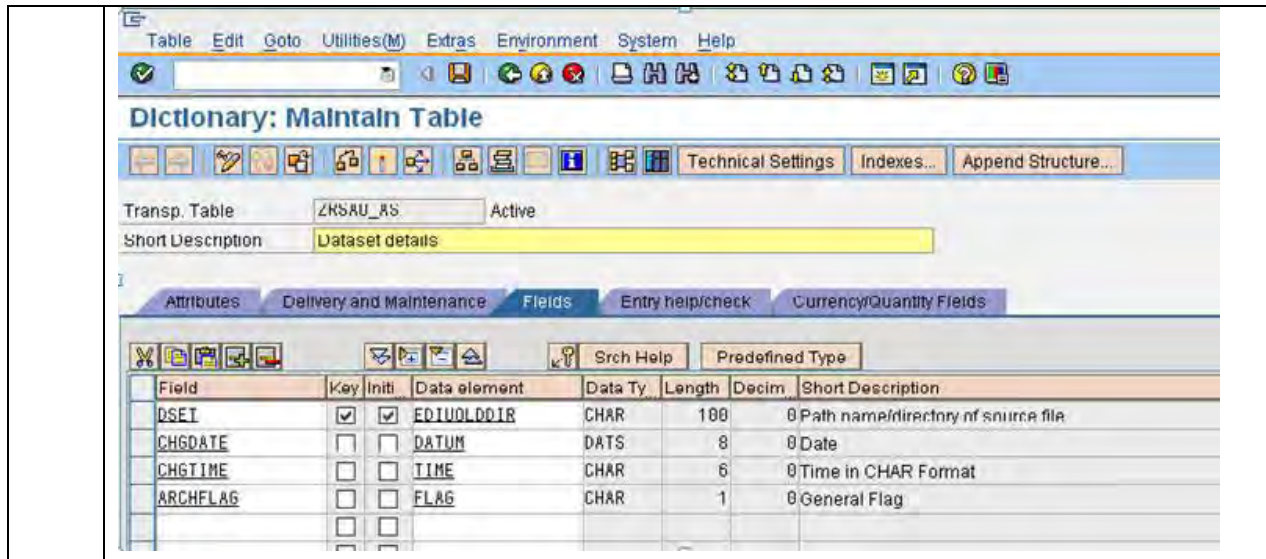 Table Edit Goto Utilities(M) Extras Environment System Help
Dictionary: Maintain Table
Technical Settings Indexes... Append Structure...
Transp. Table ZRSAU_AS Active
Short Description Dataset details
Attributes Delivery and Maintenance Fields Entry help/check Currency/Quantity Fields
Srch Help Predefined Type
Field Key Initi Data element Data Ty... Length Decim... Short Description
DSET EDIUOLDDIR CHAR 100 0 Path name/directory of source file
CHGDATE DATUM DATS 8 0 Date
CHGTIME TIME CHAR 6 0 Time in CHAR Format
ARCHFLAG FLAG CHAR 1 0 General Flag